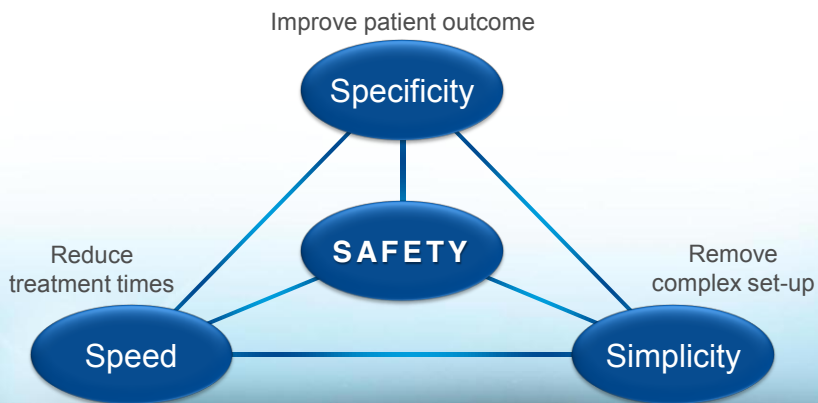 Improve patient outcome
Specificity
SAFETY
Reduce
treatment times
Remove
complex set-up
Speed
Simplicity